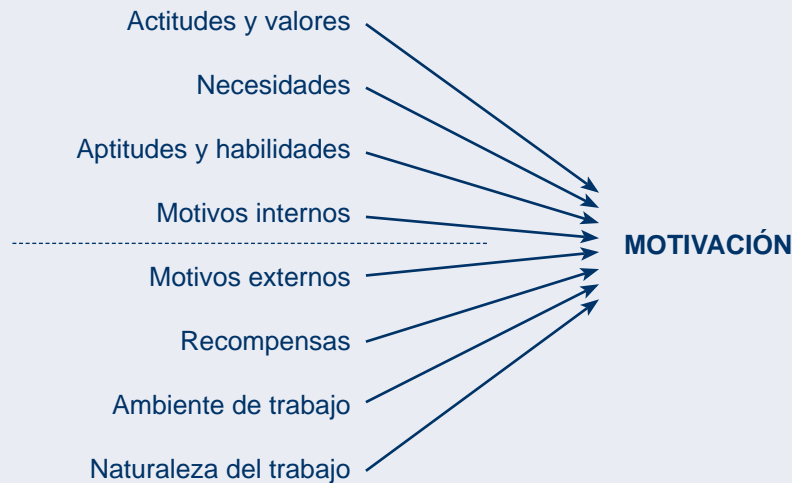 Actitudes y valores
Necesidades
Aptitudes y habilidades
Motivos internos
MOTIVACIÓN
Motivos externos
Recompensas
Ambiente de trabajo
Naturaleza del trabajo